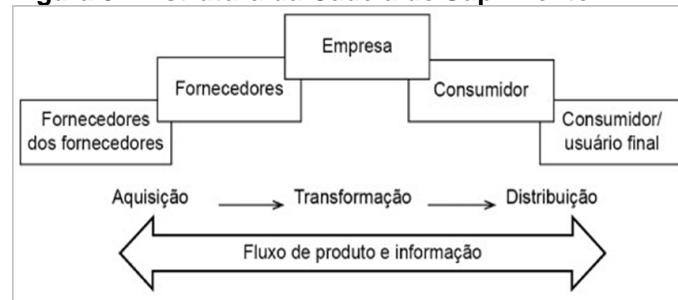 Empresa
Fornecedores
Consumidor
Fornecedores
dos fornecedores
Consumidor/
usuário final
Aquisição
Transformação
Distribuição
Fluxo de produto e informação